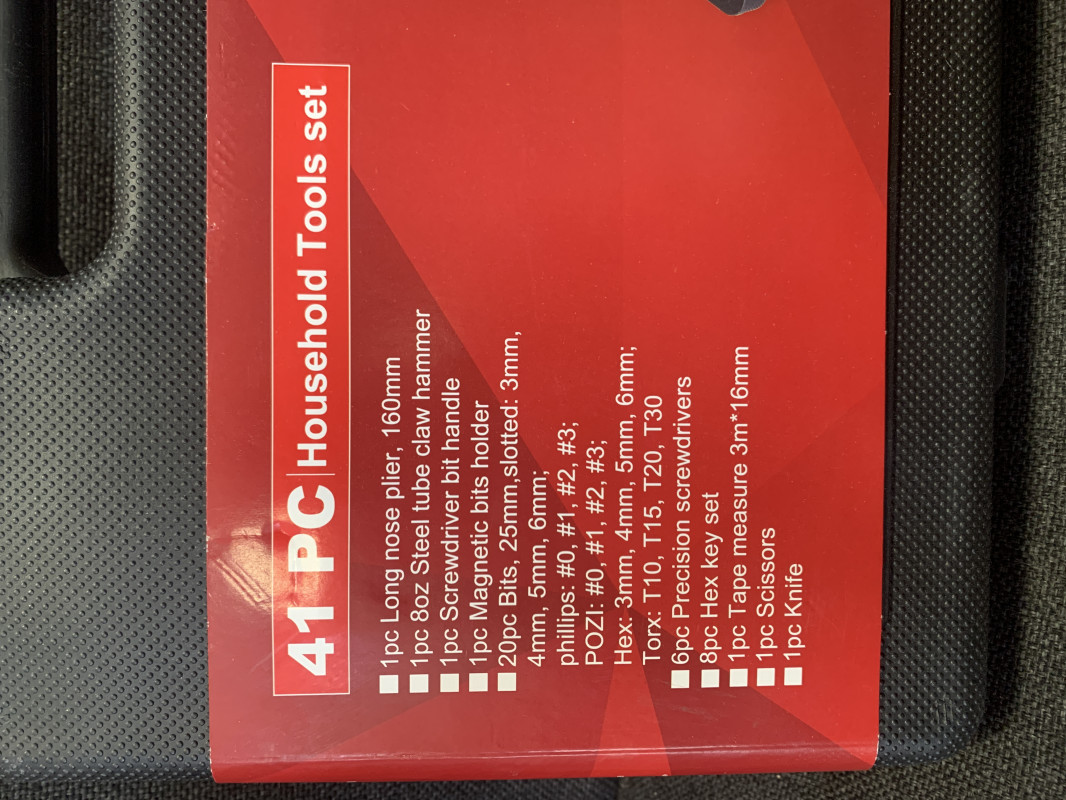 41 PC Household Tools set
1pc Long nose plier, 160mm
1pc 8oz Steel tube claw hammer
1pc Screwdriver bit handle
1pc Magnetic bits holder
20pc Bits, 25mm,slotted: 3mm,
4mm, 5mm, 6mm;
phillips: #0, #1, #2, #3;
POZI: #0, #1, #2, #3;
Hex: 3mm, 4mm, 5mm, 6mm;
Torx: T10, T15, T20, T30
6pc Precision screwdrivers
8pc Hex key set
1pc Tape measure 3m*16mm
1pc Scissors
1pc Knife